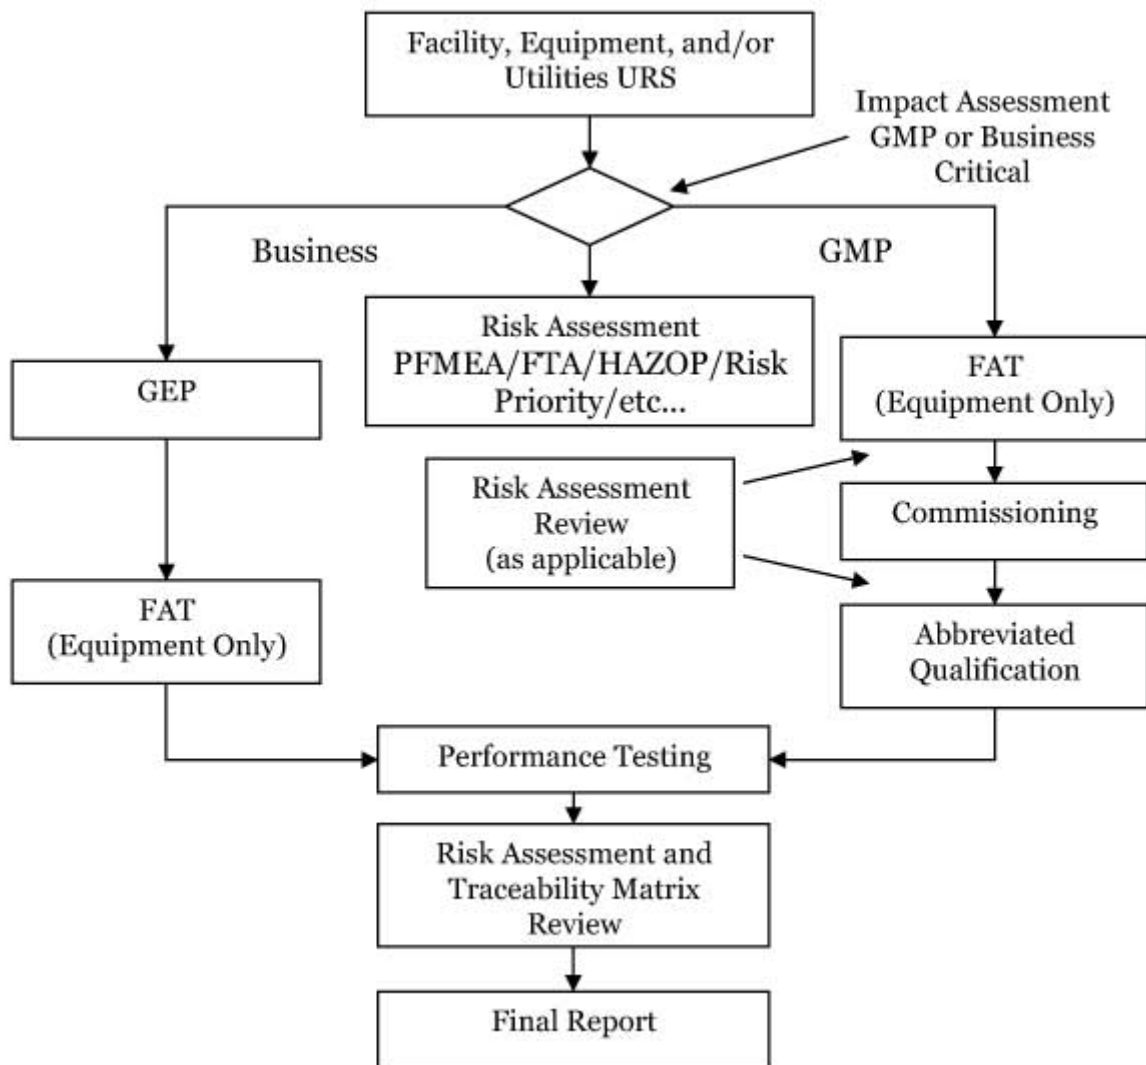 Facility, Equipment, and/or
Utilities URS
Impact Assessment
GMP or Business
Critical
Business
GMP
Risk Assessment
PFMEA/FTA/HAZOP/Risk
Priority/etc...
GEP
FAT
(Equipment Only)
Risk Assessment
Review
(as applicable)
Commissioning
FAT
(Equipment Only)
Abbreviated
Qualification
Performance Testing
Risk Assessment and
Traceability Matrix
Review
Final Report